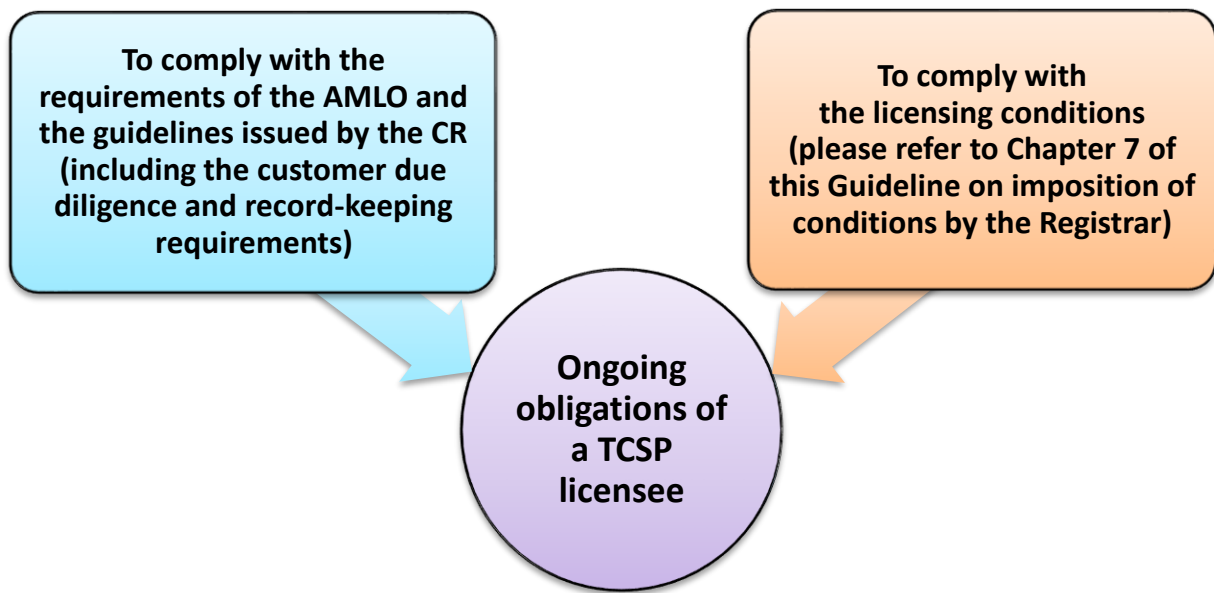 To comply with the
requirements of the AMLO and
the guidelines issued by the CR
(including the customer due
diligence and record-keeping
requirements)
To comply with
the licensing conditions
(please refer to Chapter 7 of
this Guideline on imposition of
conditions by the Registrar)
Ongoing
obligations of
a TCSP
licensee